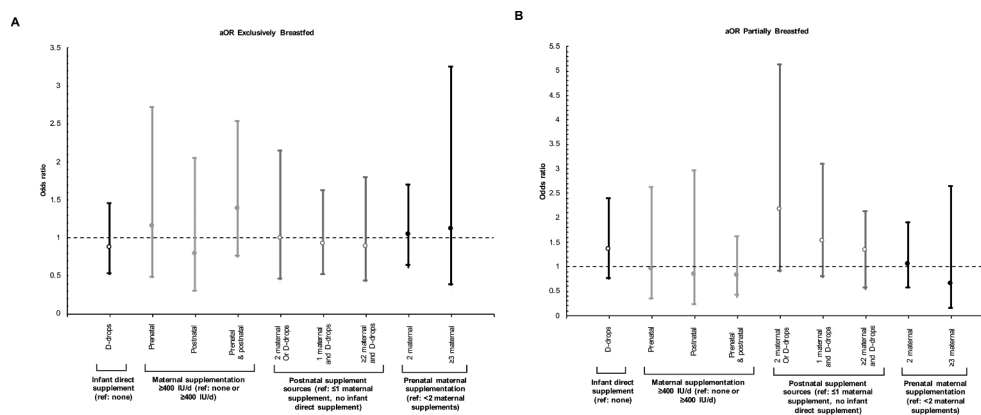 A
aOR Exclusively Breastfed
3.5
3
2.5
2
1.5
1
0.5
0
Odds ratio
D-drops
Prenatal
Postnatal
Prenatal
& postnatal
2 maternal
Or D-drops
1 maternal
and D-drops
≥2 maternal
and D-drops
2 maternal
≥3 maternal
Infant direct
supplement
(ref: none)
Maternal supplementation
≥400 IU/d (ref: none or
≥400 IU/d)
Postnatal supplement
sources (ref: ≤1 maternal
supplement, no infant
direct supplement)
Prenatal maternal
supplementation
(ref: <2 maternal
supplements)
B
aOR Partially Breastfed
5.5
5
4.5
4
3.5
3
2.5
2
1.5
1
0.5
0
Odds ratio
D-drops
Prenatal
Postnatal
Prenatal &
postnatal
2 maternal
Or D-drops
1 maternal
and D-drops
≥2 maternal
and D-drops
2 maternal
≥3 maternal
Infant direct
supplement
(ref: none)
Maternal supplementation
≥400 IU/d (ref: none or ≥400 IU/d)
Postnatal supplement
sources (ref: ≤1 maternal
supplement, no infant
direct supplement)
Prenatal maternal
supplementation
(ref: <2 maternal
supplements)